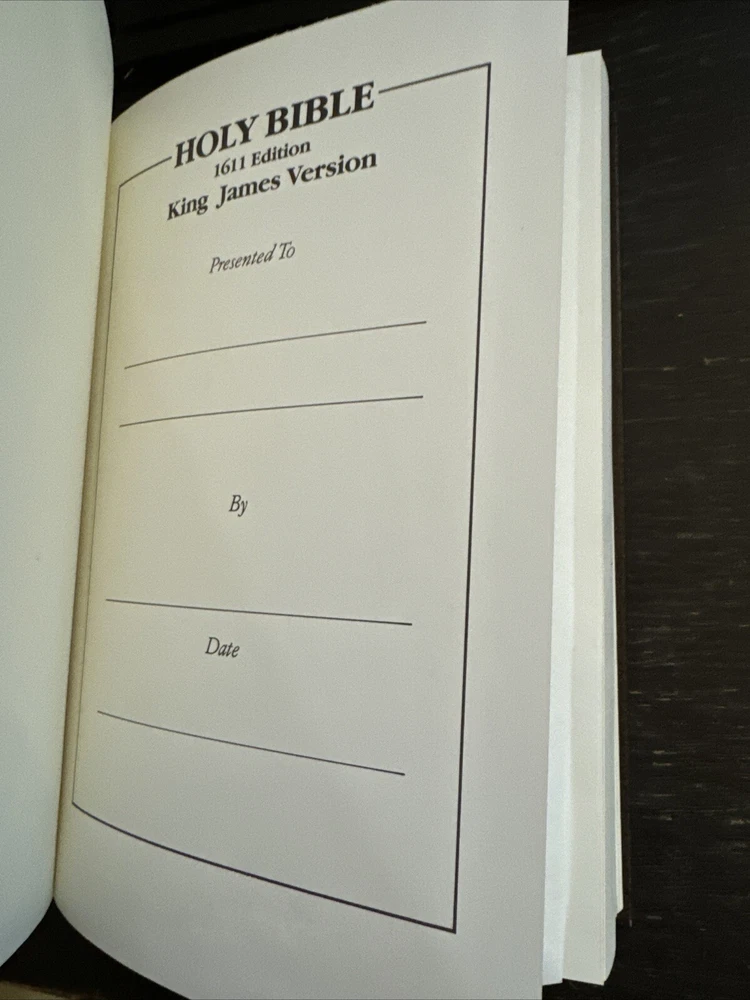 HOLY BIBLE
1611 Edition
King James Version
Presented To
By
Date